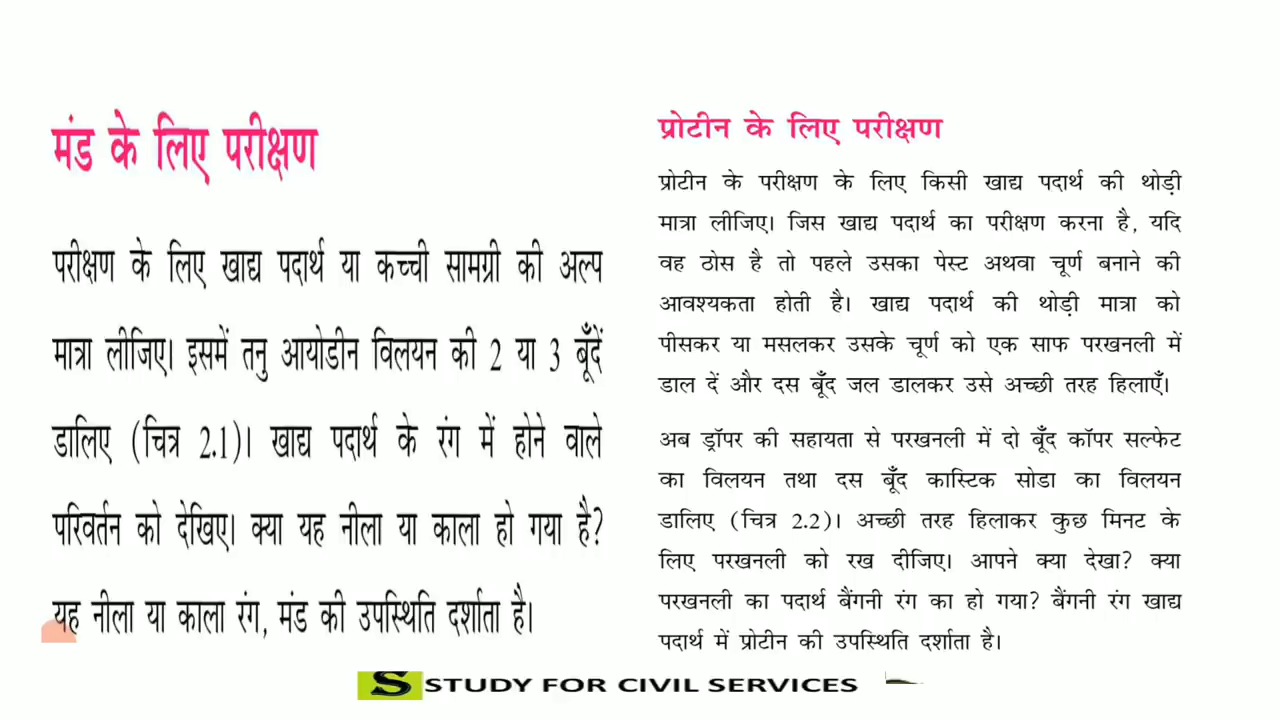 मंड के लिए परीक्षण
परीक्षण के लिए खाद्य पदार्थ या कच्ची सामग्री की अल्प
मात्रा लीजिए। इसमें तनु आयोडीन विलयन की 2 या 3 बूँदें
डालिए (चित्र 2.1)। खाद्य पदार्थ के रंग में होने वाले
परिवर्तन को देखिए। क्या यह नीला या काला हो गया है?
यह नीला या काला रंग, मंड की उपस्थिति दर्शाता है।
प्रोटीन के लिए परीक्षण
प्रोटीन के परीक्षण के लिए किसी खाद्य पदार्थ की थोड़ी
मात्रा लीजिए। जिस खाद्य पदार्थ का परीक्षण करना है, यदि
वह ठोस है तो पहले उसका पेस्ट अथवा चूर्ण बनाने की
आवश्यकता होती है। खाद्य पदार्थ की थोड़ी मात्रा को
पीसकर या मसलकर उसके चूर्ण को एक साफ परखनली में
डाल दें और दस बूँद जल डालकर उसे अच्छी तरह हिलाएँ।
अब ड्रॉपर की सहायता से परखनली में दो बूँद कॉपर सल्फेट
का विलयन तथा दस बूँद कास्टिक सोडा का विलयन
डालिए (चित्र 2.2)। अच्छी तरह हिलाकर कुछ मिनट के
लिए परखनली को रख दीजिए। आपने क्या देखा? क्या
परखनली का पदार्थ बैंगनी रंग का हो गया? बैंगनी रंग खाद्य
पदार्थ में प्रोटीन की उपस्थिति दर्शाता है।
S STUDY FOR CIVIL SERVICES